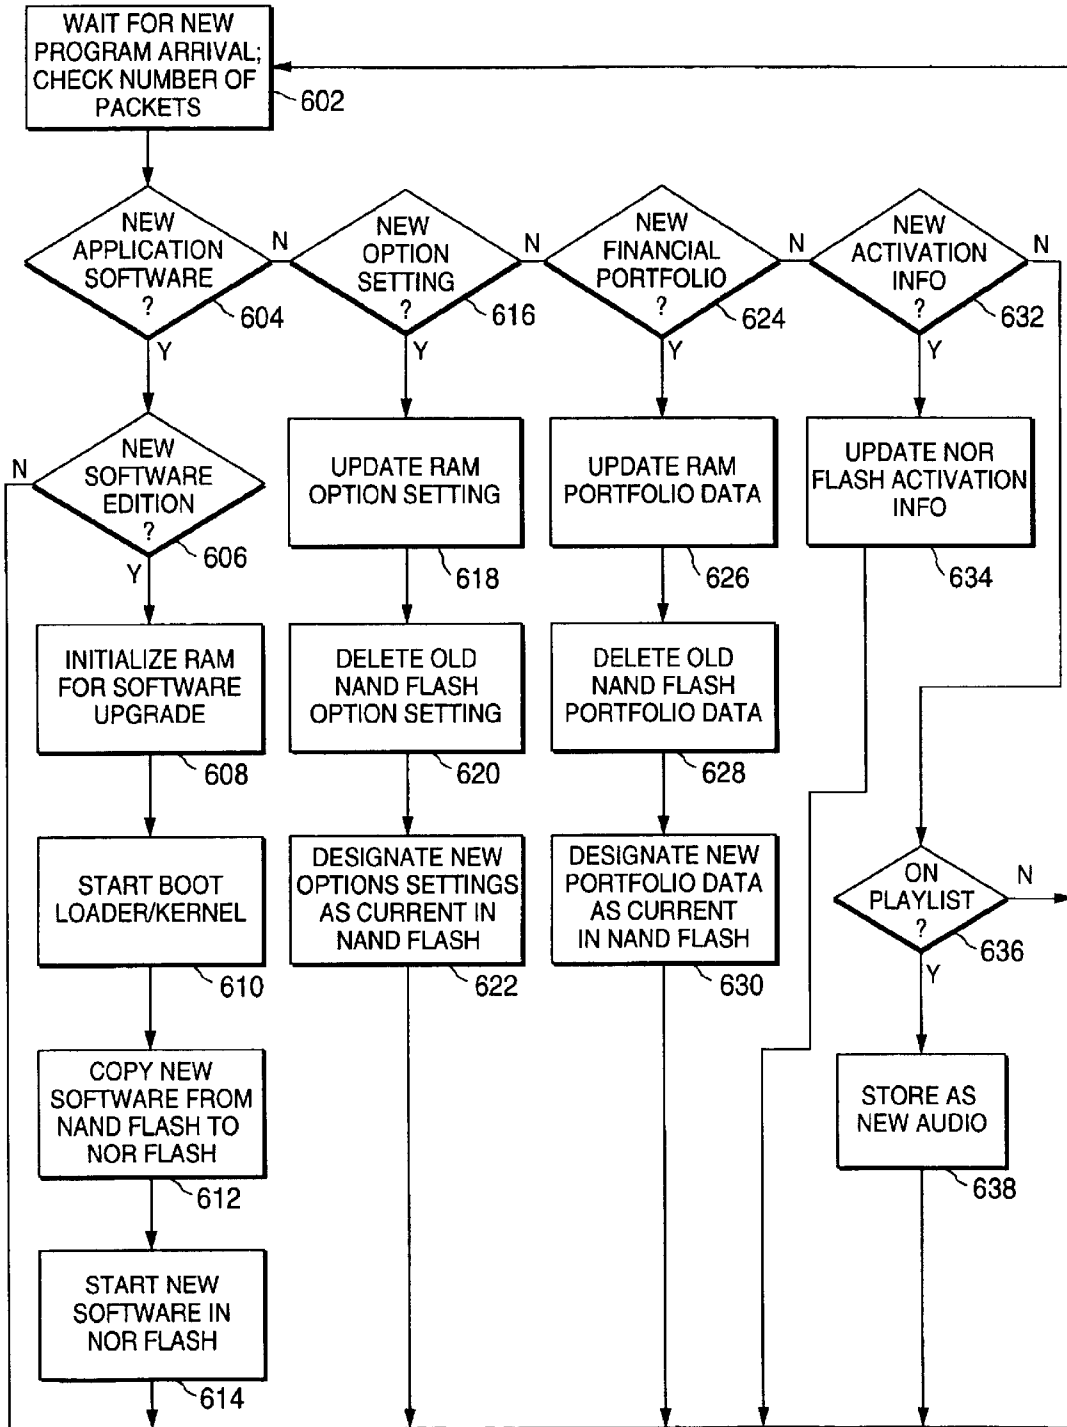 WAIT FOR NEW
PROGRAM ARRIVAL;
CHECK NUMBER OF
PACKETS
602
NEW
APPLICATION
SOFTWARE
?
604
N
Y
NEW
OPTION
SETTING
?
616
N
Y
NEW
FINANCIAL
PORTFOLIO
?
624
N
Y
NEW
ACTIVATION
INFO
?
632
N
Y
NEW
SOFTWARE
EDITION
?
606
N
Y
UPDATE RAM
OPTION SETTING
618
UPDATE RAM
PORTFOLIO DATA
626
UPDATE NOR
FLASH ACTIVATION
INFO
634
INITIALIZE RAM
FOR SOFTWARE
UPGRADE
608
DELETE OLD
NAND FLASH
OPTION SETTING
620
DELETE OLD
NAND FLASH
PORTFOLIO DATA
628
START BOOT
LOADER/KERNEL
610
DESIGNATE NEW
OPTIONS SETTINGS
AS CURRENT IN
NAND FLASH
622
DESIGNATE NEW
PORTFOLIO DATA
AS CURRENT
IN NAND FLASH
630
ON
PLAYLIST
?
636
N
Y
COPY NEW
SOFTWARE FROM
NAND FLASH TO
NOR FLASH
612
STORE AS
NEW AUDIO
638
START NEW
SOFTWARE IN
NOR FLASH
614